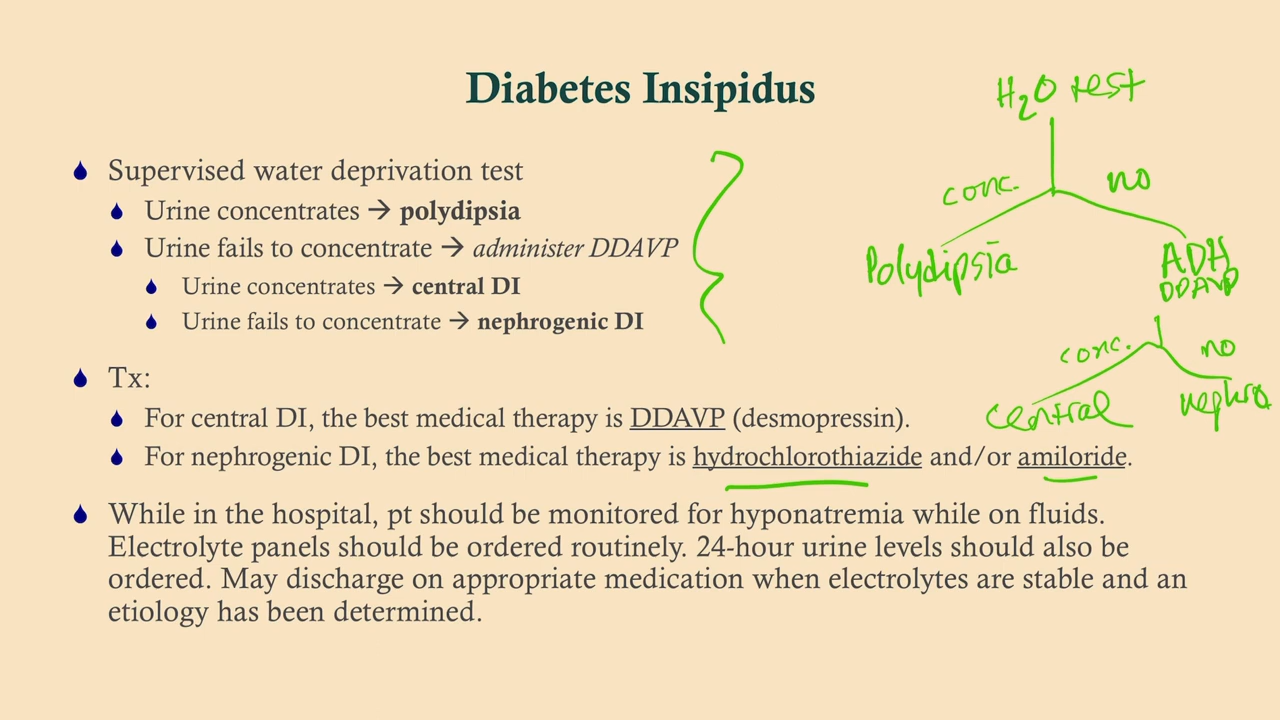 Diabetes Insipidus
Supervised water deprivation test
Urine concentrates → polydipsia
Urine fails to concentrate → administer DDAVP
Urine concentrates → central DI
Urine fails to concentrate → nephrogenic DI
Tx:
For central DI, the best medical therapy is DDAVP (desmopressin).
For nephrogenic DI, the best medical therapy is hydrochlorothiazide and/or amiloride.
While in the hospital, pt should be monitored for hyponatremia while on fluids.
Electrolyte panels should be ordered routinely. 24-hour urine levels should also be
ordered. May discharge on appropriate medication when electrolytes are stable and an
etiology has been determined.
H₂O test
conc. no
Polydipsia
ADH
DDAVP
conc. no
central nephro